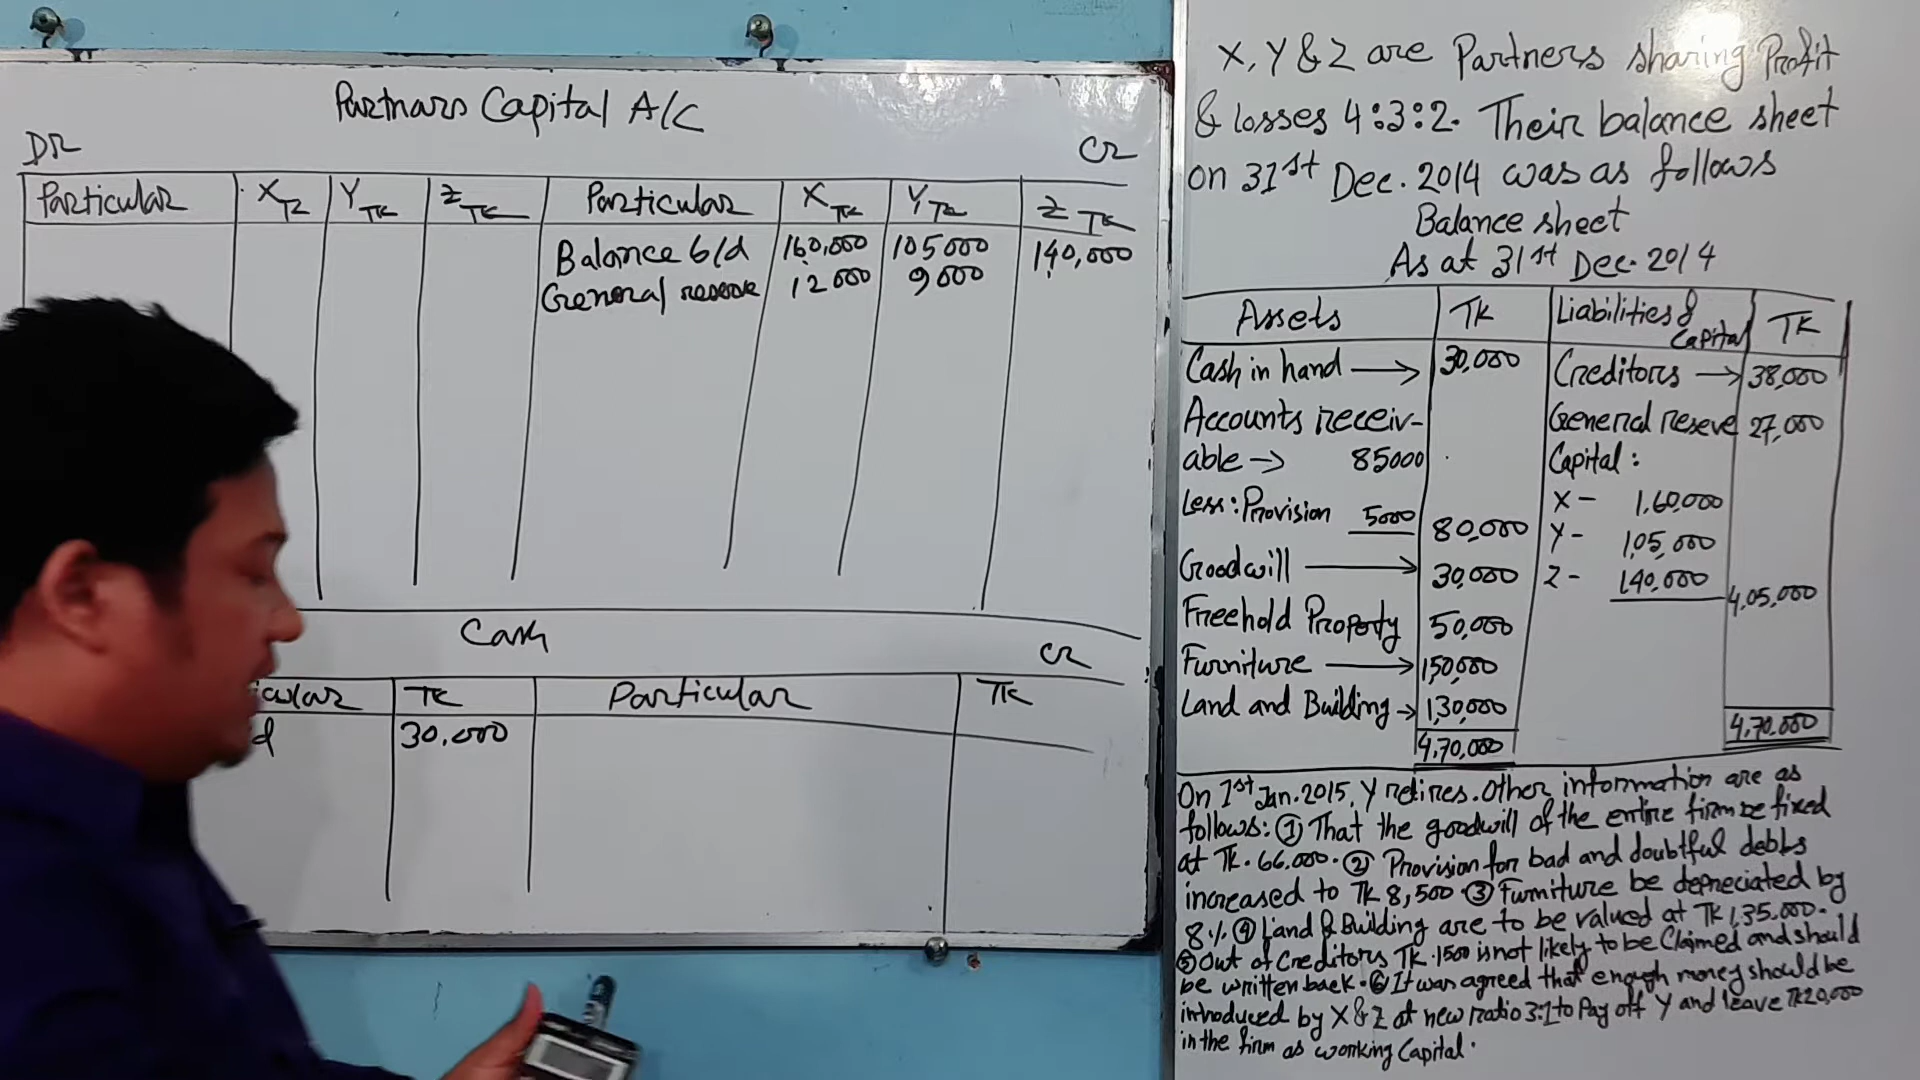 Partnars Capital A/C
DR
CR
Particular X TK Y TK Z TK Particular X TK Y TK Z TK
Balance b/d 160,000 105000 140,000
General reserve 12000 9000
Cash
CR
icular TK Particular TK
d 30,000
X, Y & Z are Partners sharing Profit
& losses 4:3:2. Their balance sheet
on 31st Dec. 2014 was as follows
Balance sheet
As at 31st Dec. 2014
Assets TK Liabilities & Capital TK
Cash in hand → 30,000 Creditors → 38,000
Accounts receiv- General reseve 27,000
able → 85000 Capital:
Less: Provision 5000 80,000 X - 1,60,000
Y - 1,05,000
Goodwill → 30,000 Z - 140,000 4,05,000
Freehold Property 50,000
Furniture → 1,50,000
Land and Building → 1,30,000
4,70,000 4,70,000
On 1st Jan. 2015, Y retires. Other information are as
follows: ① That the goodwill of the entire firm be fixed
at TK. 66.000. ② Provision for bad and doubtful debts
increased to TK 8,500 ③ Furniture be depreciated by
8%. ④ Land & Building are to be valued at TK 1,35.000.
⑤ Out of Creditors TK. 1500 is not likely to be Claimed and should
be written back. ⑥ It was agreed that enough money should be
introduced by X & Z at new ratio 3:1 to Pay off Y and leave TK 20,000
in the firm as working Capital.